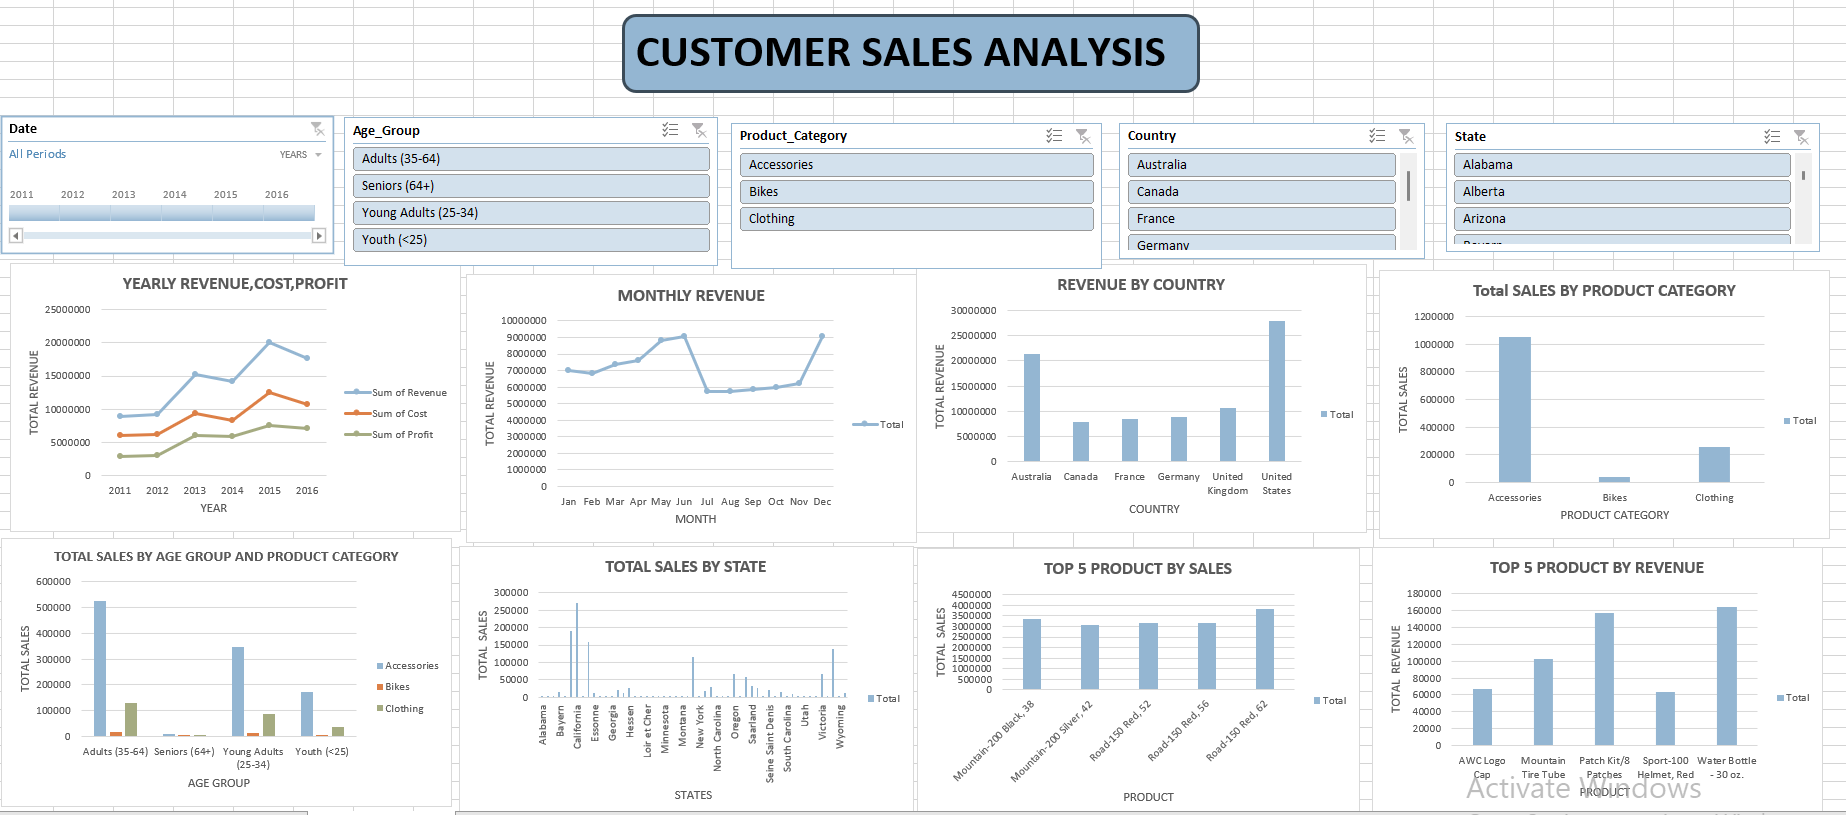 CUSTOMER SALES ANALYSIS
Date
All Periods
YEARS
2011 2012 2013 2014 2015 2016
Age_Group
Adults (35-64)
Seniors (64+)
Young Adults (25-34)
Youth (<25)
Product_Category
Accessories
Bikes
Clothing
Country
Australia
Canada
France
Germany
State
Alabama
Alberta
Arizona
YEARLY REVENUE,COST,PROFIT
TOTAL REVENUE
25000000
20000000
15000000
10000000
5000000
0
2011 2012 2013 2014 2015 2016
YEAR
Sum of Revenue
Sum of Cost
Sum of Profit
MONTHLY REVENUE
TOTAL REVENUE
10000000
9000000
8000000
7000000
6000000
5000000
4000000
3000000
2000000
1000000
0
Jan Feb Mar Apr May Jun Jul Aug Sep Oct Nov Dec
MONTH
Total
REVENUE BY COUNTRY
TOTAL REVENUE
30000000
25000000
20000000
15000000
10000000
5000000
0
Australia Canada France Germany United Kingdom United States
COUNTRY
Total
Total SALES BY PRODUCT CATEGORY
TOTAL SALES
1200000
1000000
800000
600000
400000
200000
0
Accessories Bikes Clothing
PRODUCT CATEGORY
Total
TOTAL SALES BY AGE GROUP AND PRODUCT CATEGORY
TOTAL SALES
600000
500000
400000
300000
200000
100000
0
Adults (35-64) Seniors (64+) Young Adults (25-34) Youth (<25)
AGE GROUP
Accessories
Bikes
Clothing
TOTAL SALES BY STATE
TOTAL SALES
300000
250000
200000
150000
100000
50000
0
Alabama
Bayern
California
Essonne
Georgia
Hessen
Loir et Cher
Minnesota
Montana
New York
North Carolina
Oregon
Saarland
Seine Saint Denis
South Carolina
Utah
Victoria
Wyoming
STATES
Total
TOP 5 PRODUCT BY SALES
TOTAL SALES
4500000
4000000
3500000
3000000
2500000
2000000
1500000
1000000
500000
0
Mountain-200 Black, 38
Mountain-200 Silver, 42
Road-150 Red, 52
Road-150 Red, 56
Road-150 Red, 62
PRODUCT
Total
TOP 5 PRODUCT BY REVENUE
TOTAL REVENUE
180000
160000
140000
120000
100000
80000
60000
40000
20000
0
AWC Logo Cap
Mountain Tire Tube
Patch Kit/8 Patches
Sport-100 Helmet, Red
Water Bottle - 30 oz.
PRODUCT
Total
Activate Windows